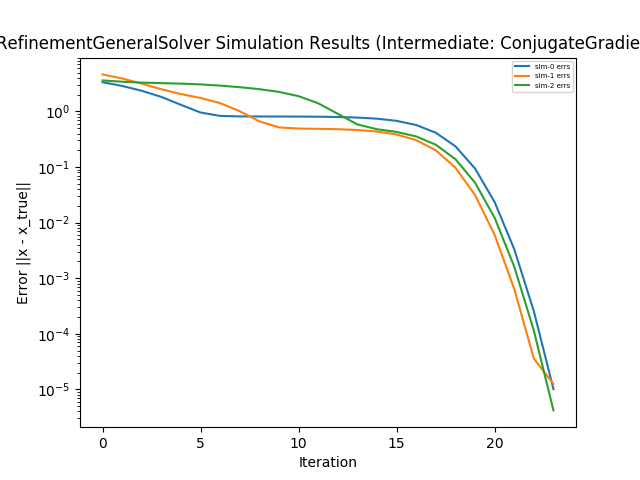 RefinementGeneralSolver Simulation Results (Intermediate: ConjugateGradie
sim-0 errs
sim-1 errs
sim-2 errs
Error ||x - x_true||
10⁰
10⁻¹
10⁻²
10⁻³
10⁻⁴
10⁻⁵
0 5 10 15 20
Iteration